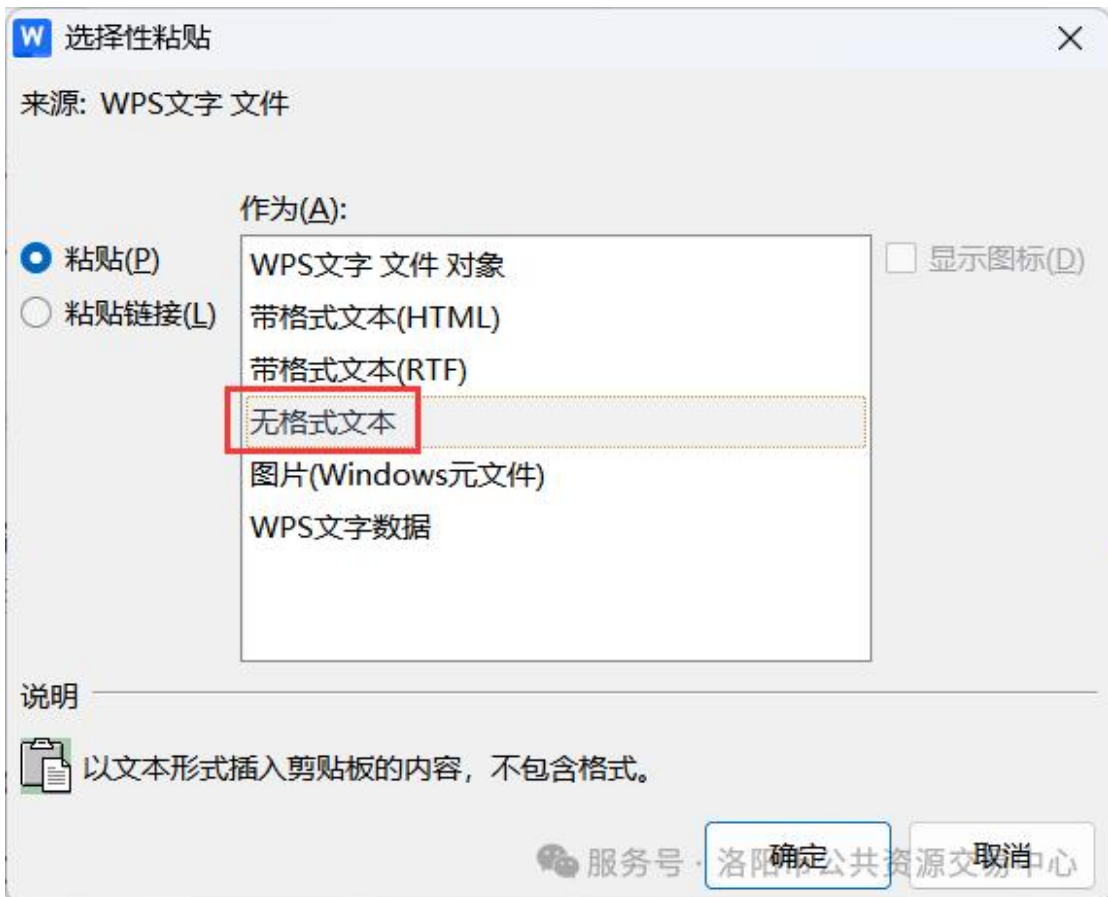 W 选择性粘贴
来源: WPS文字 文件
作为(A):
粘贴(P)
粘贴链接(L)
WPS文字 文件 对象
带格式文本(HTML)
带格式文本(RTF)
无格式文本
图片(Windows元文件)
WPS文字数据
显示图标(D)
说明
以文本形式插入剪贴板的内容，不包含格式。
确定
取消
服务号 · 洛阳市公共资源交易中心